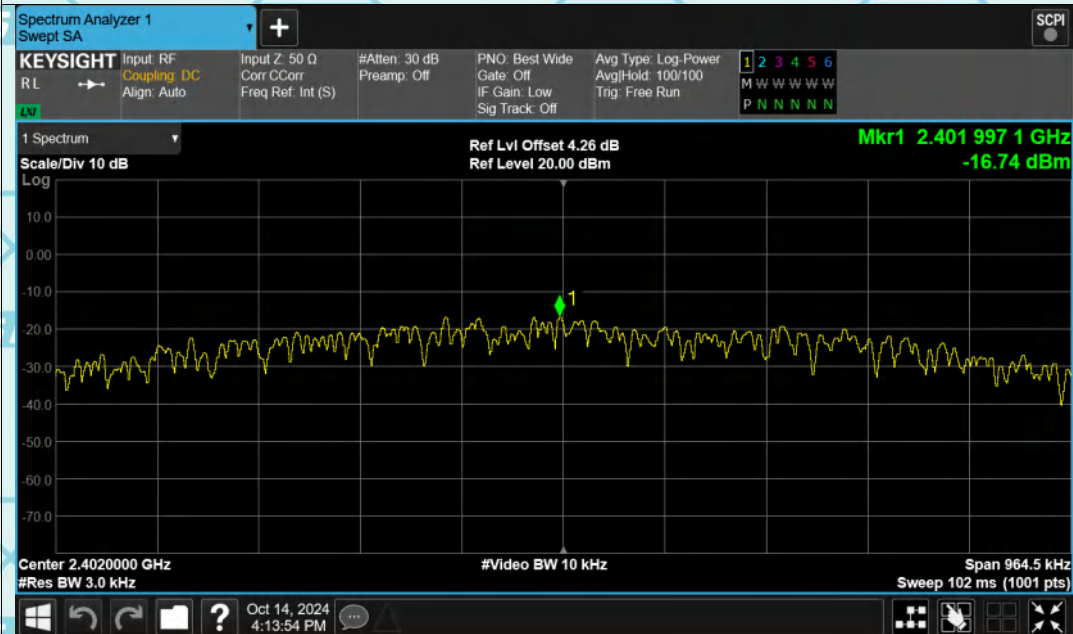 Spectrum Analyzer 1
Swept SA
+
SCPI
KEYSIGHT
RL
LXI
Input: RF
Coupling: DC
Align: Auto
Input Z: 50 Ω
Corr CCorr
Freq Ref: Int (S)
#Atten: 30 dB
Preamp: Off
PNO: Best Wide
Gate: Off
IF Gain: Low
Sig Track: Off
Avg Type: Log-Power
Avg|Hold: 100/100
Trig: Free Run
1 2 3 4 5 6
M W W W W W
P N N N N N
1 Spectrum
Scale/Div 10 dB
Log
Ref Lvl Offset 4.26 dB
Ref Level 20.00 dBm
Mkr1 2.401 997 1 GHz
-16.74 dBm
10.0
0.00
-10.0
1
-20.0
-30.0
-40.0
-50.0
-60.0
-70.0
Center 2.4020000 GHz
#Res BW 3.0 kHz
#Video BW 10 kHz
Span 964.5 kHz
Sweep 102 ms (1001 pts)
?
Oct 14, 2024
4:13:54 PM